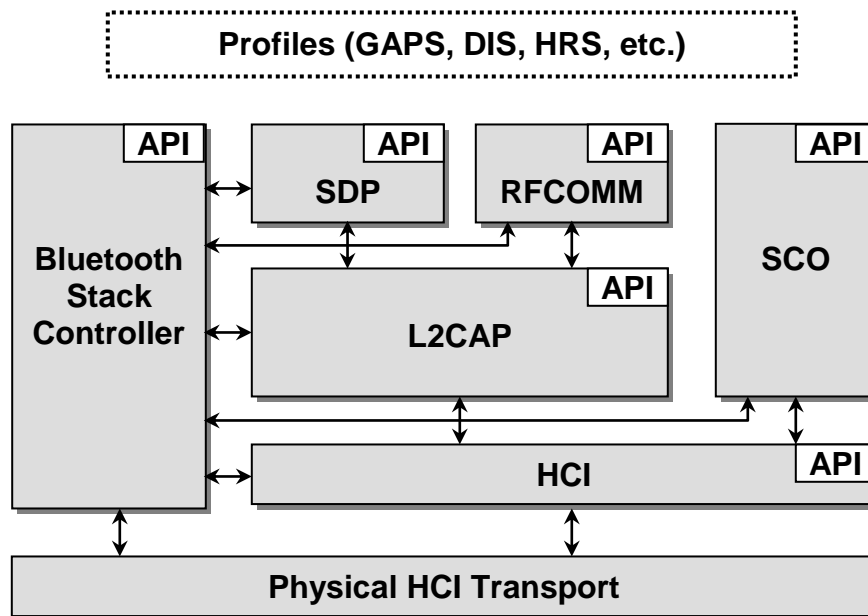 Profiles (GAPS, DIS, HRS, etc.)
API
API
API
API
SDP
RFCOMM
Bluetooth
Stack
Controller
SCO
API
L2CAP
API
HCI
Physical HCI Transport